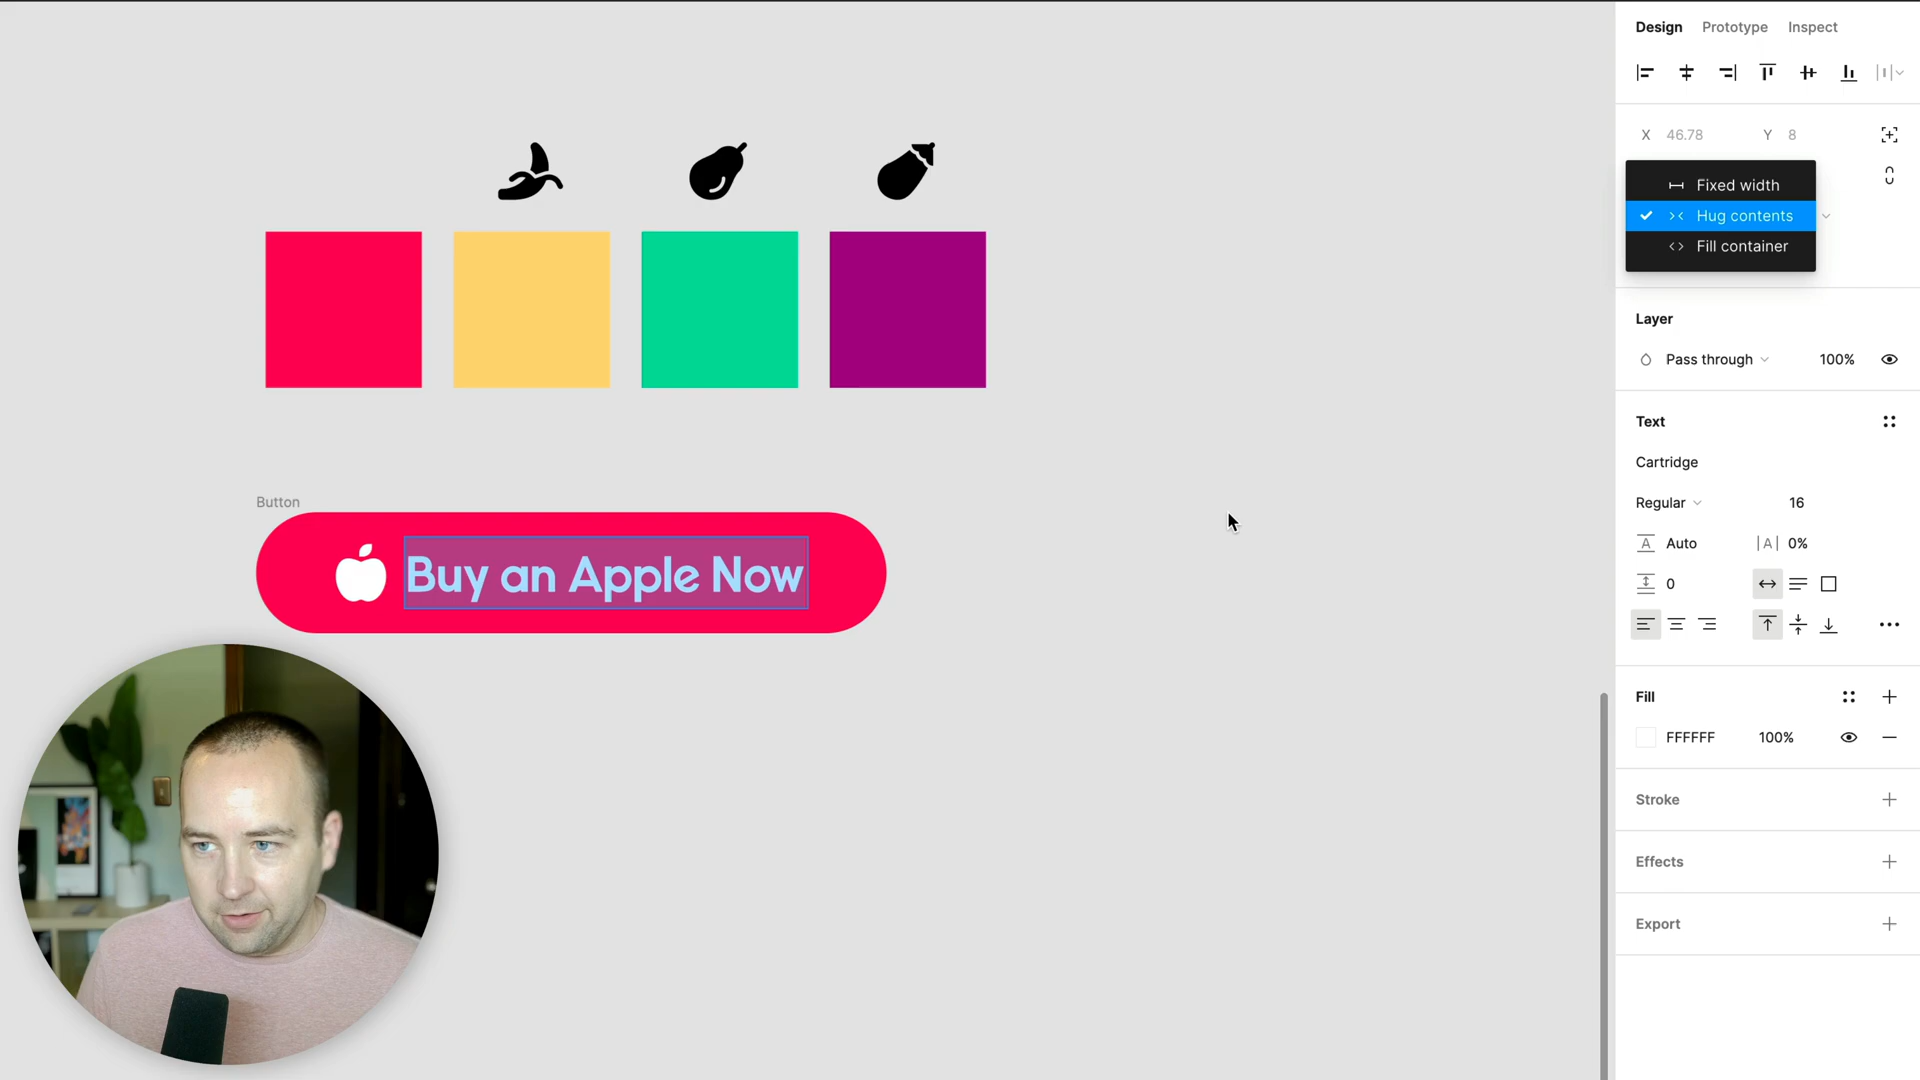 Design Prototype Inspect
X 46.78 Y 8
Fixed width
Hug contents
Fill container
Layer
Pass through 100%
Text
Cartridge
Regular 16
A Auto |A| 0%
0
Fill
FFFFFF 100%
Stroke
Effects
Export
Button
Buy an Apple Now